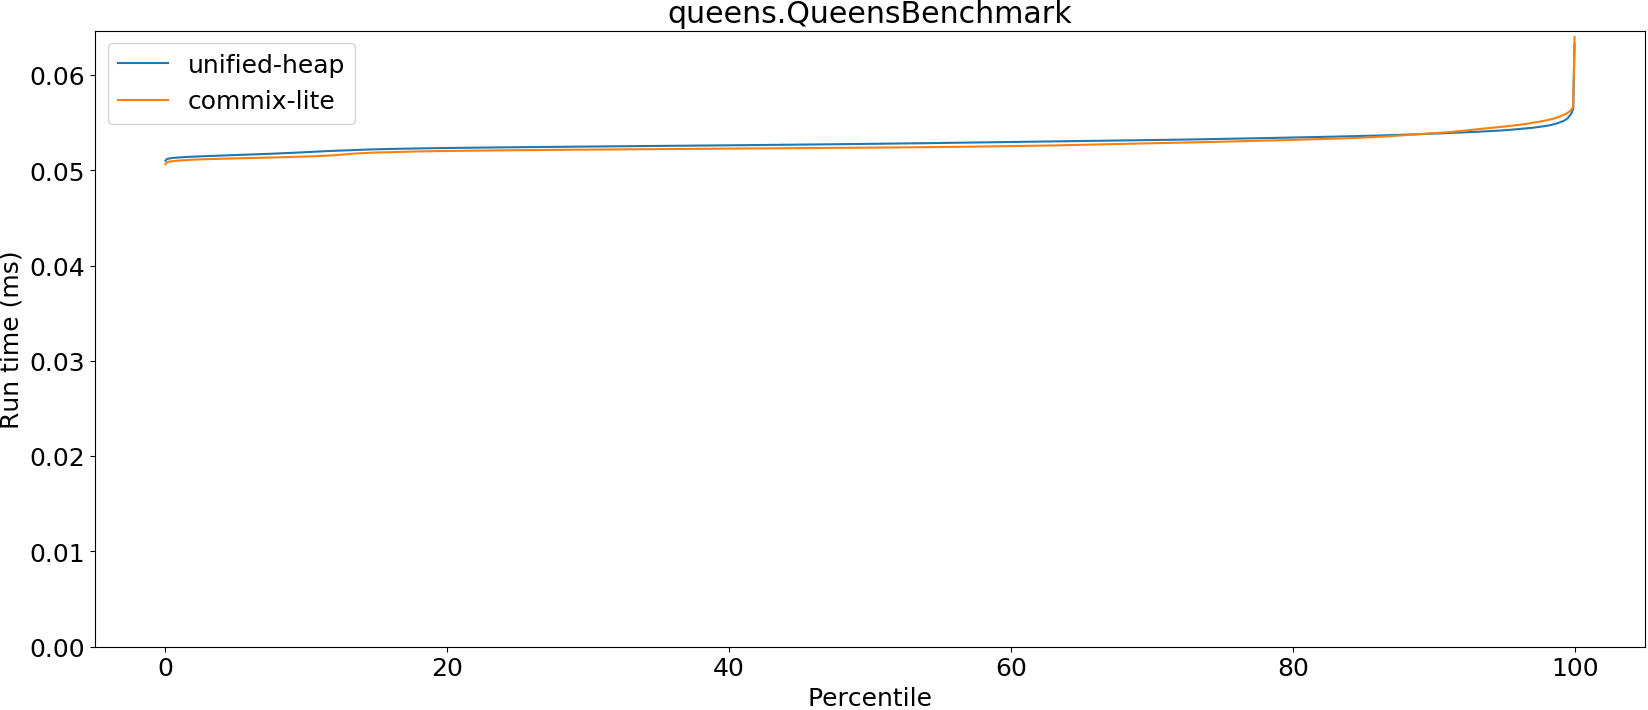 queens.QueensBenchmark
unified-heap
commix-lite
Run time (ms)
0.06
0.05
0.04
0.03
0.02
0.01
0.00
0 20 40 60 80 100
Percentile